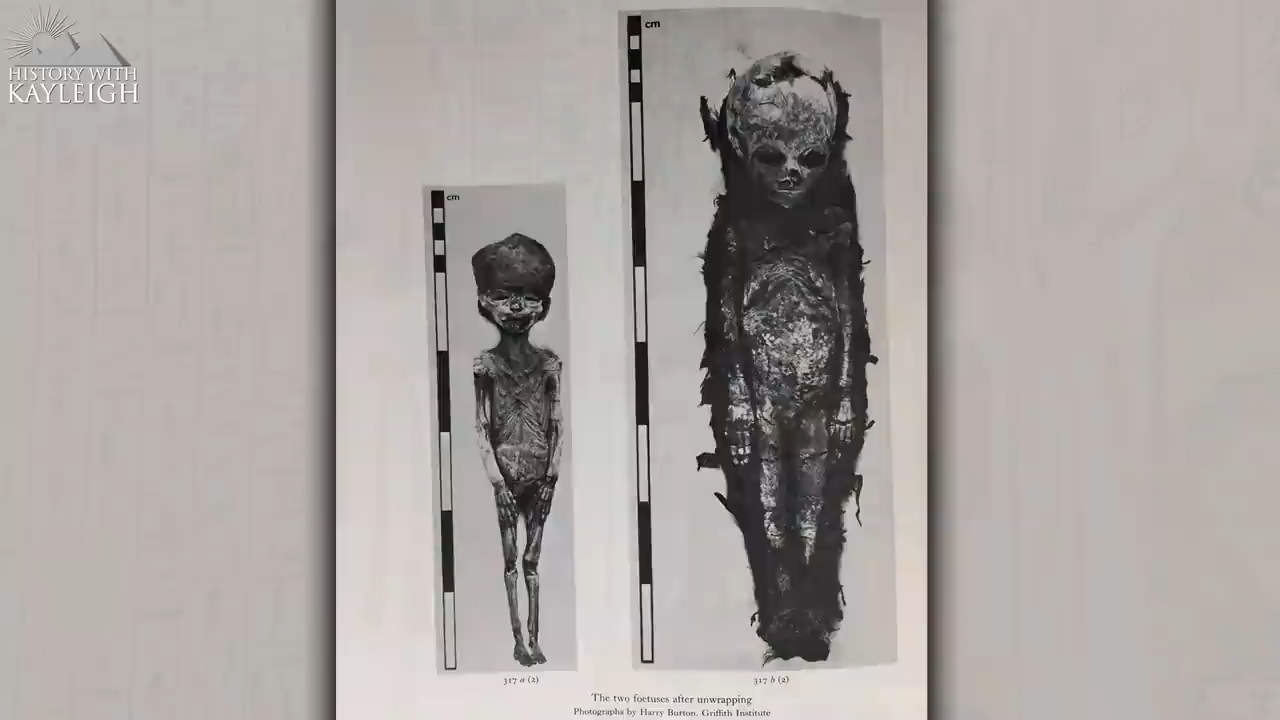 HISTORY WITH
KAYLEIGH
cm
cm
317 a (2)
317 b (2)
The two foetuses after unwrapping
Photographs by Harry Burton. Griffith Institute